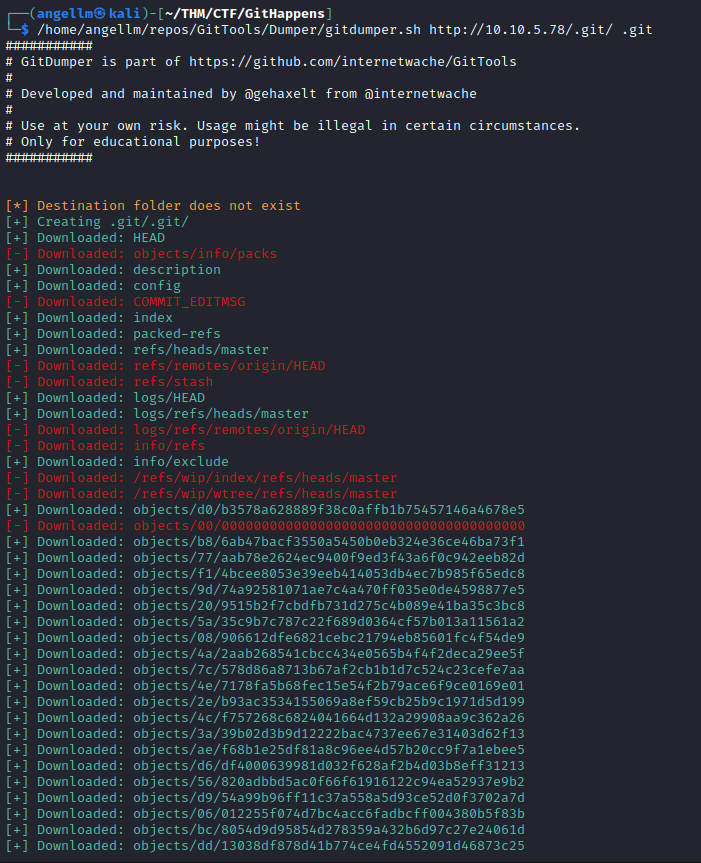 ┌──(angellm㉿kali)-[~/THM/CTF/GitHappens]
└─$ /home/angellm/repos/GitTools/Dumper/gitdumper.sh http://10.10.5.78/.git/ .git
###########
# GitDumper is part of https://github.com/internetwache/GitTools
#
# Developed and maintained by @gehaxelt from @internetwache
#
# Use at your own risk. Usage might be illegal in certain circumstances.
# Only for educational purposes!
###########
[*] Destination folder does not exist
[+] Creating .git/.git/
[+] Downloaded: HEAD
[-] Downloaded: objects/info/packs
[+] Downloaded: description
[+] Downloaded: config
[-] Downloaded: COMMIT_EDITMSG
[+] Downloaded: index
[+] Downloaded: packed-refs
[+] Downloaded: refs/heads/master
[-] Downloaded: refs/remotes/origin/HEAD
[-] Downloaded: refs/stash
[+] Downloaded: logs/HEAD
[+] Downloaded: logs/refs/heads/master
[-] Downloaded: logs/refs/remotes/origin/HEAD
[-] Downloaded: info/refs
[+] Downloaded: info/exclude
[-] Downloaded: /refs/wip/index/refs/heads/master
[-] Downloaded: /refs/wip/wtree/refs/heads/master
[+] Downloaded: objects/d0/b3578a628889f38c0affb1b75457146a4678e5
[-] Downloaded: objects/00/00000000000000000000000000000000000000
[+] Downloaded: objects/b8/6ab47bacf3550a5450b0eb324e36ce46ba73f1
[+] Downloaded: objects/77/aab78e2624ec9400f9ed3f43a6f0c942eeb82d
[+] Downloaded: objects/f1/4bcee8053e39eeb414053db4ec7b985f65edc8
[+] Downloaded: objects/9d/74a92581071ae7c4a470ff035e0de4598877e5
[+] Downloaded: objects/20/9515b2f7cbdfb731d275c4b089e41ba35c3bc8
[+] Downloaded: objects/5a/35c9b7c787c22f689d0364cf57b013a11561a2
[+] Downloaded: objects/08/906612dfe6821cebc21794eb85601fc4f54de9
[+] Downloaded: objects/4a/2aab268541cbcc434e0565b4f4f2deca29ee5f
[+] Downloaded: objects/7c/578d86a8713b67af2cb1b1d7c524c23cefe7aa
[+] Downloaded: objects/4e/7178fa5b68fec15e54f2b79ace6f9ce0169e01
[+] Downloaded: objects/2e/b93ac3534155069a8ef59cb25b9c1971d5d199
[+] Downloaded: objects/4c/f757268c6824041664d132a29908aa9c362a26
[+] Downloaded: objects/3a/39b02d3b9d12222bac4737ee67e31403d62f13
[+] Downloaded: objects/ae/f68b1e25df81a8c96ee4d57b20cc9f7a1ebee5
[+] Downloaded: objects/d6/df4000639981d032f628af2b4d03b8eff31213
[+] Downloaded: objects/56/820adbbd5ac0f66f61916122c94ea52937e9b2
[+] Downloaded: objects/d9/54a99b96ff11c37a558a5d93ce52d0f3702a7d
[+] Downloaded: objects/06/012255f074d7bc4acc6fadbcff004380b5f83b
[+] Downloaded: objects/bc/8054d9d95854d278359a432b6d97c27e24061d
[+] Downloaded: objects/dd/13038df878d41b774ce4fd4552091d46873c25